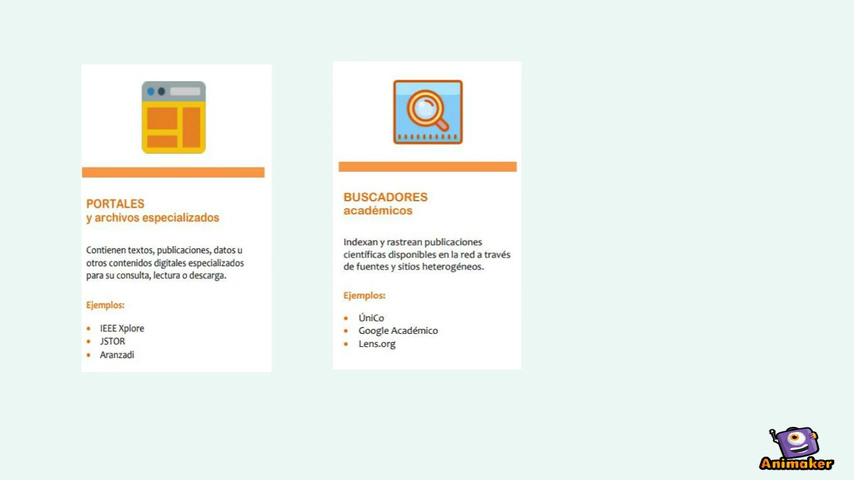 PORTALES
y archivos especializados
Contienen textos, publicaciones, datos u
otros contenidos digitales especializados
para su consulta, lectura o descarga.
Ejemplos:
IEEE Xplore
JSTOR
Aranzadi
BUSCADORES
académicos
Indexan y rastrean publicaciones
científicas disponibles en la red a través
de fuentes y sitios heterogéneos.
Ejemplos:
ÚniCo
Google Académico
Lens.org
Animaker